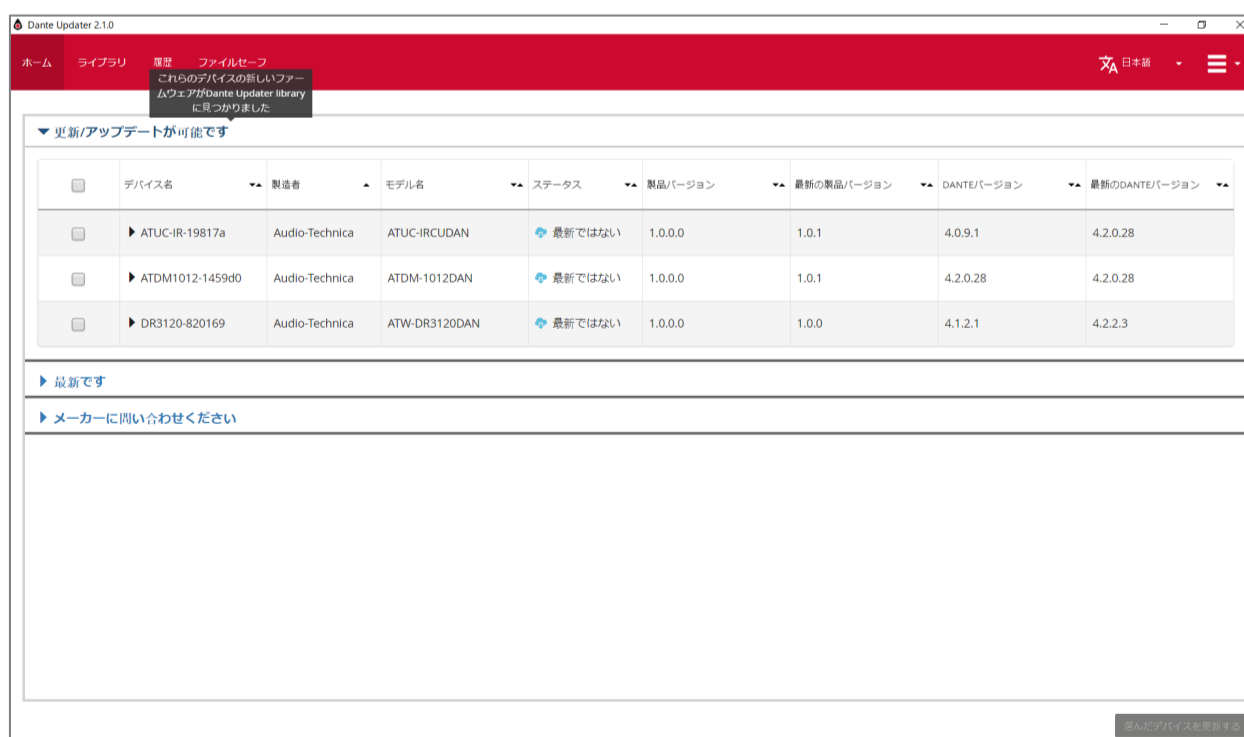 Dante Updater 2.1.0
ホーム ライブラリ 履歴 ファイルセーフ 日本語
これらのデバイスの新しいファー
ムウェアがDante Updater library
に見つかりました
更新/アップデートが可能です
デバイス名 製造者 モデル名 ステータス 製品バージョン 最新の製品バージョン DANTEバージョン 最新のDANTEバージョン
ATUC-IR-19817a Audio-Technica ATUC-IRCUDAN 最新ではない 1.0.0.0 1.0.1 4.0.9.1 4.2.0.28
ATDM1012-1459d0 Audio-Technica ATDM-1012DAN 最新ではない 1.0.0.0 1.0.1 4.2.0.28 4.2.0.28
DR3120-820169 Audio-Technica ATW-DR3120DAN 最新ではない 1.0.0.0 1.0.0 4.1.2.1 4.2.2.3
最新です
メーカーに問い合わせください
選んだデバイスを更新する